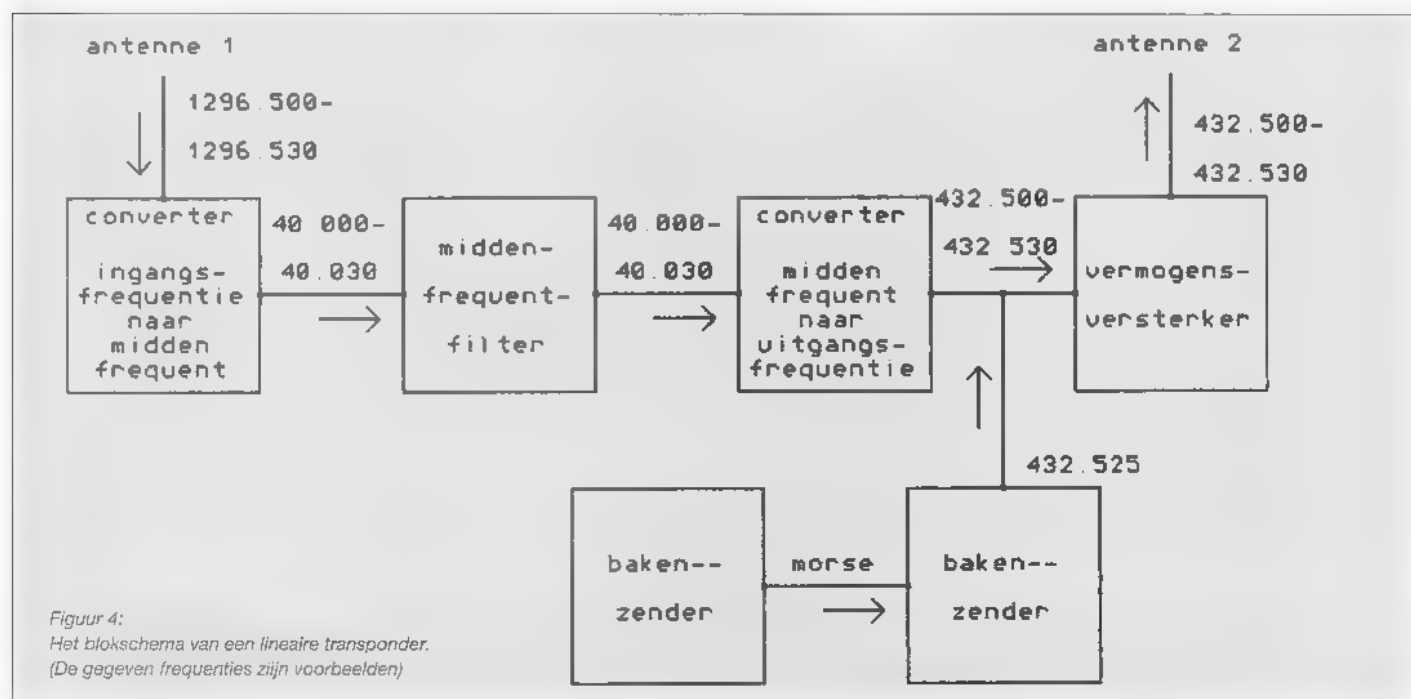 antenne 1
1296.500-
1296.530
converter
ingangs-
frequentie
naar
midden
frequent
40 000-
40.030
midden-
frequent-
filter
40.000-
40.030
converter
midden
frequent
naar
uitgangs-
frequentie
432.500-
432 530
vermogens-
versterker
antenne 2
432.500-
432.530
432.525
baken--
zender
morse
baken--
zender
Figuur 4:
Het blokschema van een lineaire transponder.
(De gegeven frequenties ziijn voorbeelden)